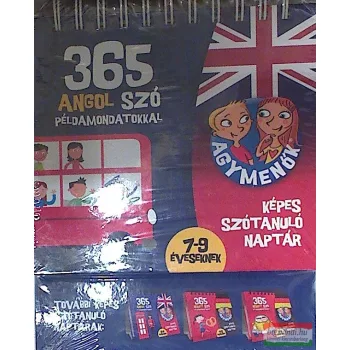 365
ANGOL SZÓ
PÉLDAMONDATOKKAL
AGYMENŐK
KÉPES
SZÓTANULÓ
NAPTÁR
7-9
ÉVESEKNEK
TOVÁBBI KÉPES
SZÓTANULÓ
NAPTÁRAK:
365
365
365